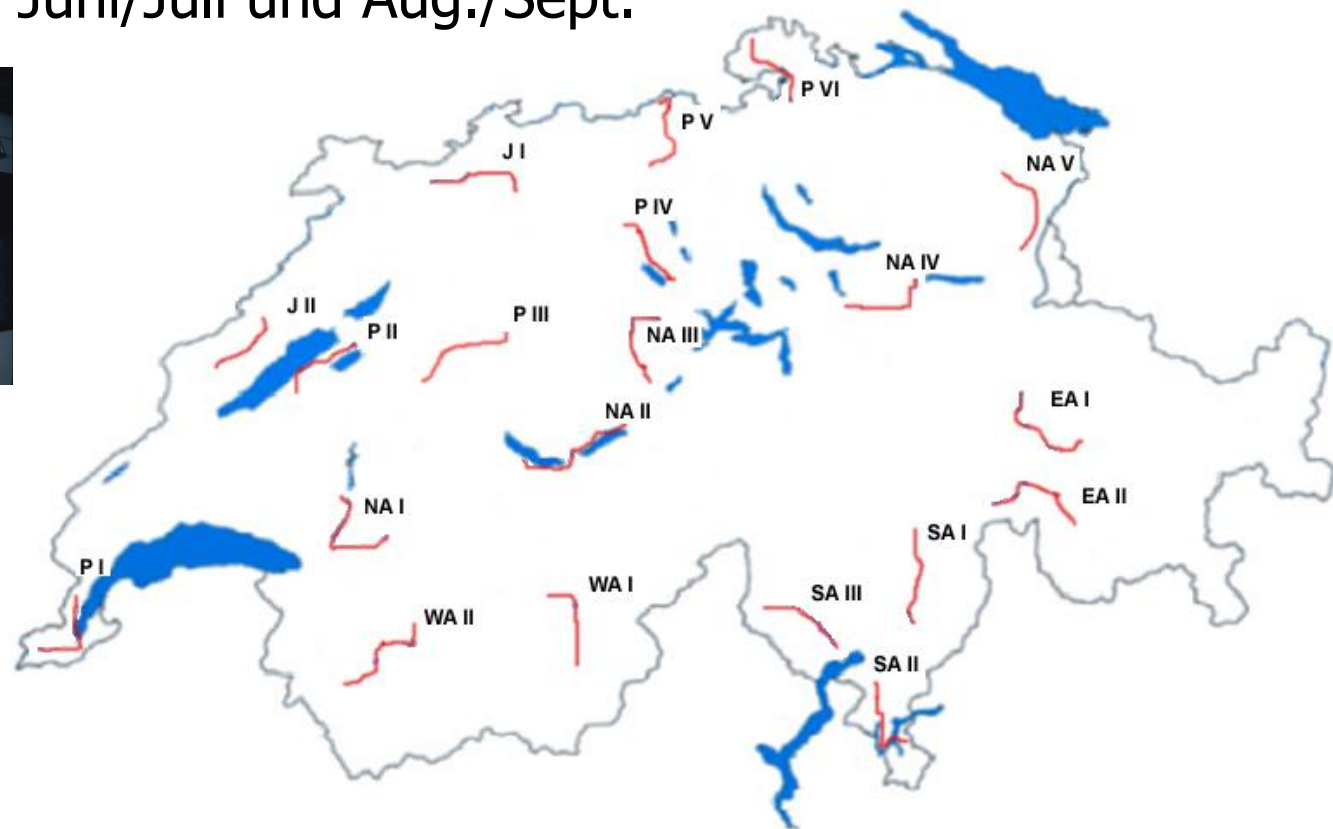 Juni/Juli und Aug./Sept.
P VI
P V
J I
NA V
P IV
NA IV
J II
P III
P II
NA III
EA I
NA II
EA II
NA I
SA I
P I
WA I
SA III
WA II
SA II